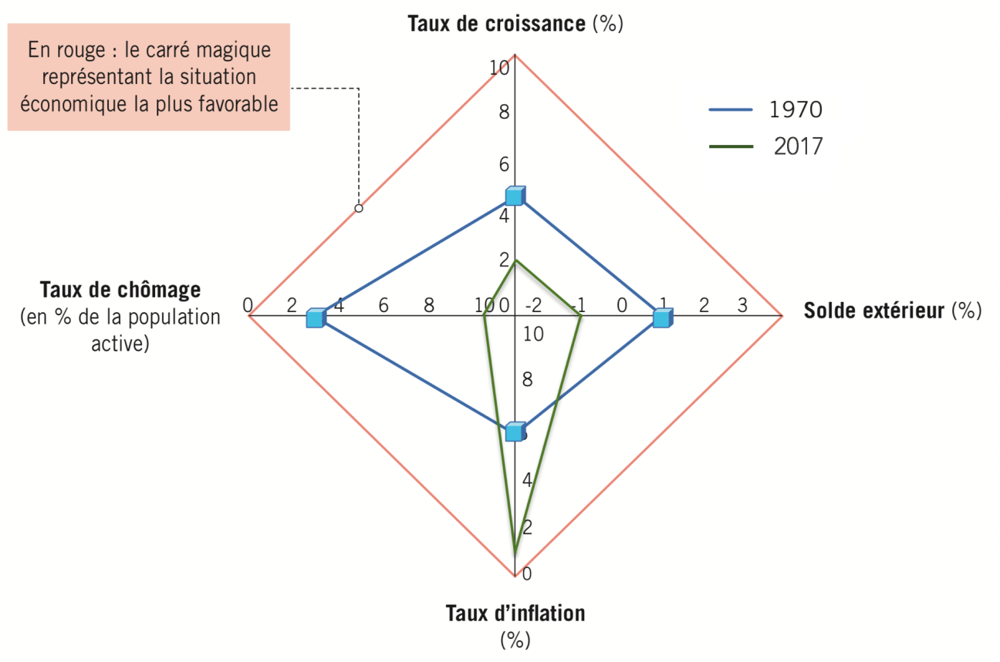 Taux de croissance (%)
En rouge : le carré magique
représentant la situation
économique la plus favorable
10
8
6
4
2
0
1970
2017
Taux de chômage
(en % de la population
active)
0 2 4 6 8 10
-2 -1 0 1 2 3
Solde extérieur (%)
10
8
4
2
0
Taux d’inflation
(%)